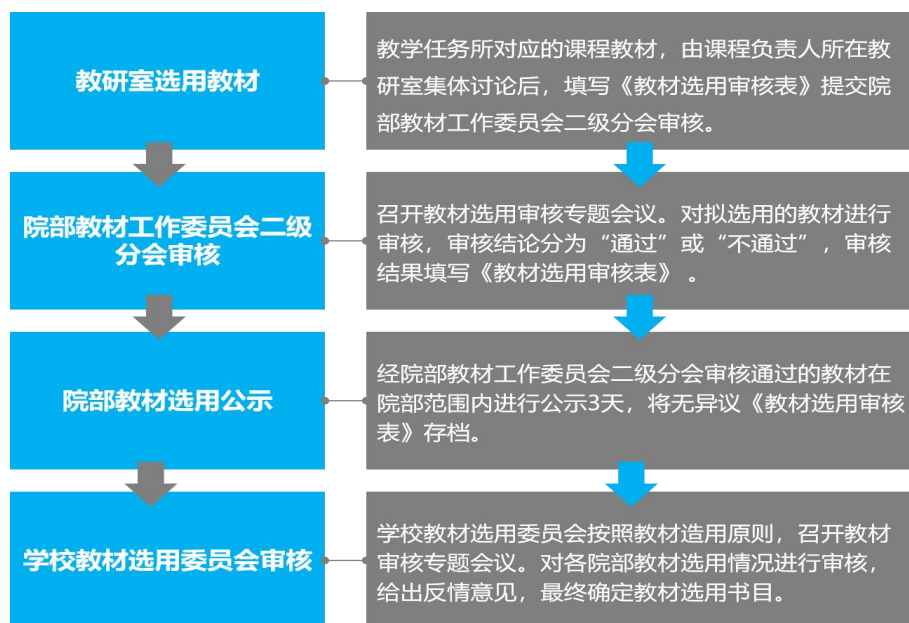 教研室选用教材
教学任务所对应的课程教材，由课程负责人所在教
研室集体讨论后，填写《教材选用审核表》提交院
部教材工作委员会二级分会审核。
院部教材工作委员会二级
分会审核
召开教材选用审核专题会议。对拟选用的教材进行
审核，审核结论分为“通过”或“不通过”，审核
结果填写《教材选用审核表》 。
院部教材选用公示
经院部教材工作委员会二级分会审核通过的教材在
院部范围内进行公示3天，将无异议《教材选用审核
表》存档。
学校教材选用委员会审核
学校教材选用委员会按照教材造用原则，召开教材
审核专题会议。对各院部教材选用情况进行审核，
给出反情意见，最终确定教材选用书目。